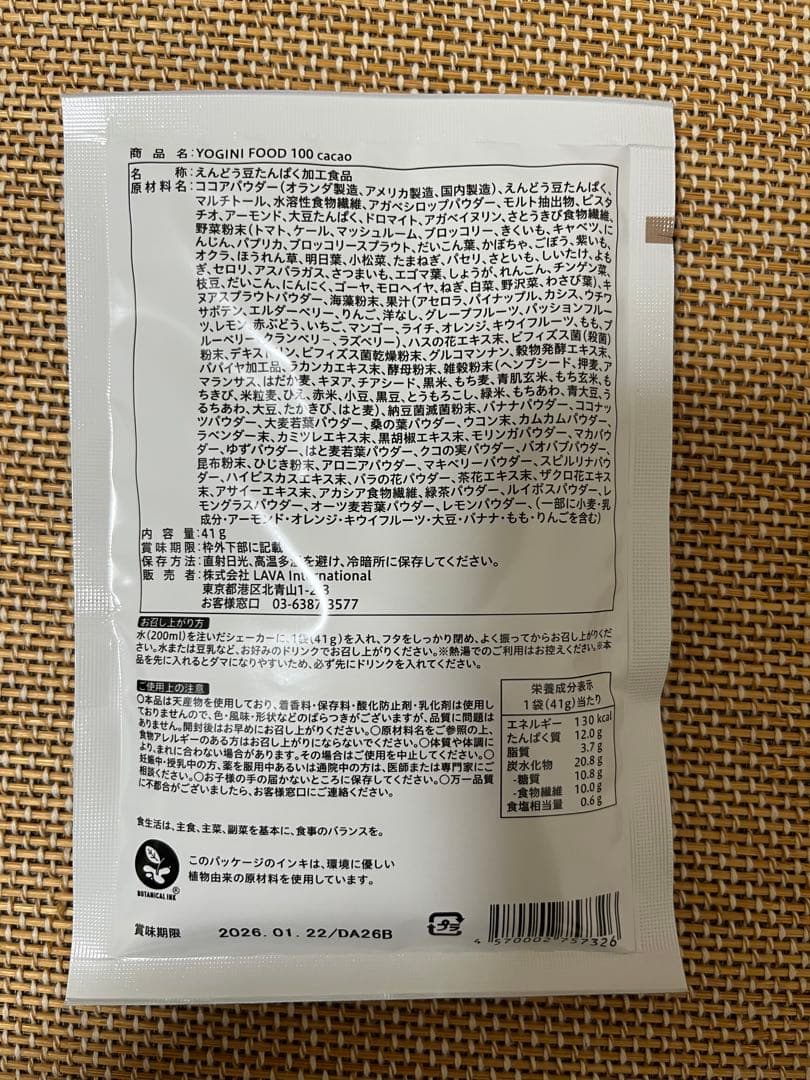 商品名:YOGINI FOOD 100 cacao
名称:えんどう豆たんぱく加工食品
原材料名:ココアパウダー(オランダ製造、アメリカ製造、国内製造)、えんどう豆たんぱく、
マルチトール、水溶性食物繊維、アガベシロップパウダー、モルト抽出物、ピスタ
チオ、アーモンド、大豆たんぱく、ドロマイト、アガベイヌリン、さとうきび食物繊維、
野菜粉末(トマト、ケール、マッシュルーム、ブロッコリー、きくいも、キャベツ、に
んじん、パプリカ、ブロッコリースプラウト、だいこん葉、かぼちゃ、ごぼう、紫いも、
オクラ、ほうれん草、明日葉、小松菜、たまねぎ、パセリ、さといも、しいたけ、よも
ぎ、セロリ、アスパラガス、さつまいも、エゴマ葉、しょうが、れんこん、チンゲン菜、
枝豆、だいこん、にんにく、ゴーヤ、モロヘイヤ、ねぎ、白菜、野沢菜、わさび葉)、キ
ヌアスプラウトパウダー、海藻粉末、果汁(アセロラ、パイナップル、カシス、ウチワ
サボテン、エルダーベリー、りんご、洋なし、グレープフルーツ、パッションフルー
ツ、レモン、赤ぶどう、いちご、マンゴー、ライチ、オレンジ、キウイフルーツ、もも、ブ
ルーベリー、クランベリー、ラズベリー)、ハスの花エキス末、ビフィズス菌(殺菌)
粉末、デキストリン、ビフィズス菌乾燥粉末、グルコマンナン、穀物発酵エキス末、
パパイヤ加工品、ラカンカエキス末、酵母粉末、雑穀粉末(ヘンプシード、押麦、ア
マランサス、はだか麦、キヌア、チアシード、黒米、もち麦、青肌玄米、もち玄米、も
ちきび、米粒麦、ひえ、赤米、小豆、黒豆、とうもろこし、緑米、もちあわ、青大豆、う
るちあわ、大豆、たかきび、はと麦)、納豆菌滅菌粉末、バナナパウダー、ココナッ
ツパウダー、大麦若葉パウダー、桑の葉パウダー、ウコン末、カムカムパウダー、
ラベンダー末、カミツレエキス末、黒胡椒エキス末、モリンガパウダー、マカパウ
ダー、ゆずパウダー、はと麦若葉パウダー、クコの実パウダー、バオバブパウダー、
昆布粉末、ひじき粉末、アロニアパウダー、マキベリーパウダー、スピルリナパウ
ダー、ハイビスカスエキス末、バラの花パウダー、茶花エキス末、ザクロ花エキス
末、アサイーエキス末、アカシア食物繊維、緑茶パウダー、ルイボスパウダー、レ
モングラスパウダー、オーツ麦若葉パウダー、レモンパウダー、(一部に小麦・乳
成分・アーモンド・オレンジ・キウイフルーツ・大豆・バナナ・もも・りんごを含む)
内容量:41g
賞味期限:枠外下部に記載
保存方法:直射日光、高温多湿を避け、冷暗所に保存してください。
販売者:株式会社 LAVA International
東京都港区北青山
お客様窓口 03-6387-3577
お召し上がり方
水(200ml)を注いだシェーカーに、1袋(41g)を入れ、フタをしっかり閉め、よく振ってからお召し上がりくだ
さい。水または豆乳など、お好みのドリンクでお召し上がりください。※熱湯でのご利用はお控えください。※本
品を先に入れるとダマになりやすいため、必ず先にドリンクを入れてください。
ご使用上の注意
〇本品は天産物を使用しており、着香料・保存料・酸化防止剤・乳化剤は使用し
ておりませんので、色・風味・形状などのばらつきがございますが、品質に問題は
ありません。開封後はお早めにお召し上がりください。〇原材料名をご参照の上、
食物アレルギーのある方はお召し上がりにならないでください。〇体質や体調に
より、まれに合わない場合があります。その場合はご使用を中止してください。〇
妊娠中・授乳中の方、薬を服用中あるいは通院中の方は、医師または専門家にご
相談ください。〇お子様の手の届かないところに保存してください。〇万一品質
に不都合がございましたら、お客様窓口にご連絡ください。
栄養成分表示
1袋(41g)当たり
エネルギー 130 kcal
たんぱく質 12.0g
脂質 3.7g
炭水化物 20.8g
-糖質 10.8g
-食物繊維 10.0g
食塩相当量 0.6g
食生活は、主食、主菜、副菜を基本に、食事のバランスを。
BOTANICAL INK®
このパッケージのインキは、環境に優しい
植物由来の原材料を使用しています。
賞味期限 2026.01.22/DA26B
プラ
4 570002 757326